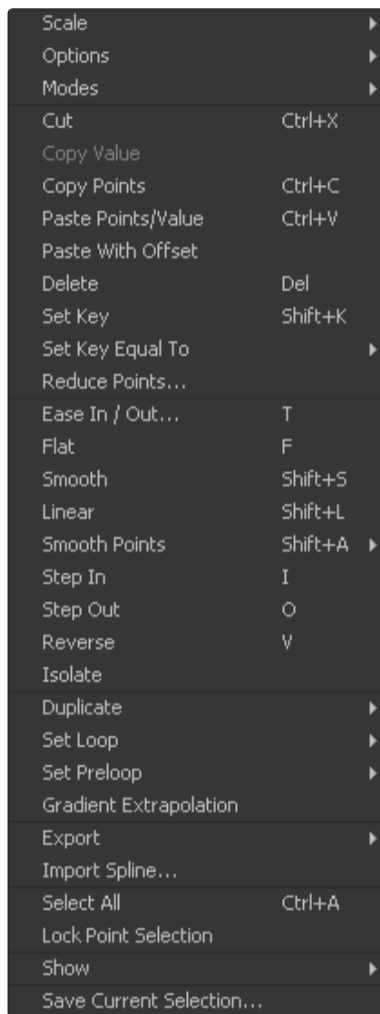 Scale
Options
Modes
Cut Ctrl+X
Copy Value
Copy Points Ctrl+C
Paste Points/Value Ctrl+V
Paste With Offset
Delete Del
Set Key Shift+K
Set Key Equal To
Reduce Points...
Ease In / Out... T
Flat F
Smooth Shift+S
Linear Shift+L
Smooth Points Shift+A
Step In I
Step Out O
Reverse V
Isolate
Duplicate
Set Loop
Set Preloop
Gradient Extrapolation
Export
Import Spline...
Select All Ctrl+A
Lock Point Selection
Show
Save Current Selection...